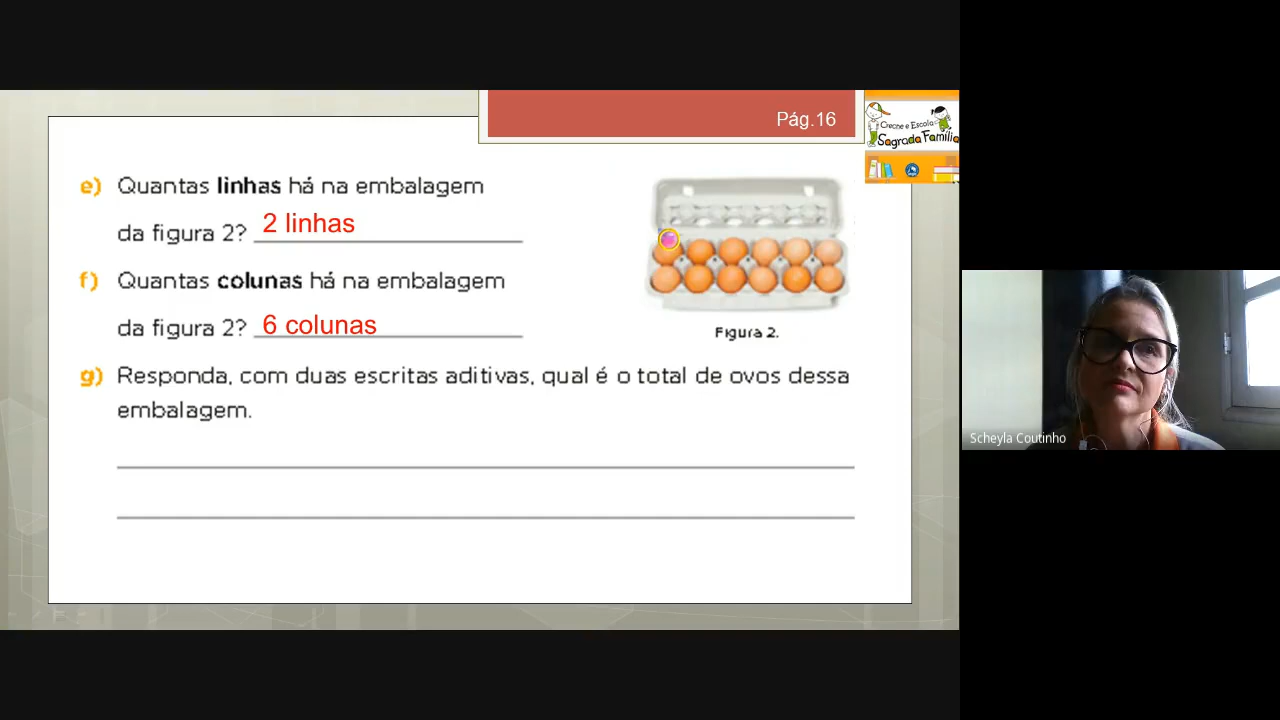 Pág.16
Creche e Escola
Sagrada Família
e) Quantas linhas há na embalagem
da figura 2? 2 linhas
f) Quantas colunas há na embalagem
da figura 2? 6 colunas
Figura 2.
g) Responda, com duas escritas aditivas, qual é o total de ovos dessa
embalagem.
Scheyla Coutinho